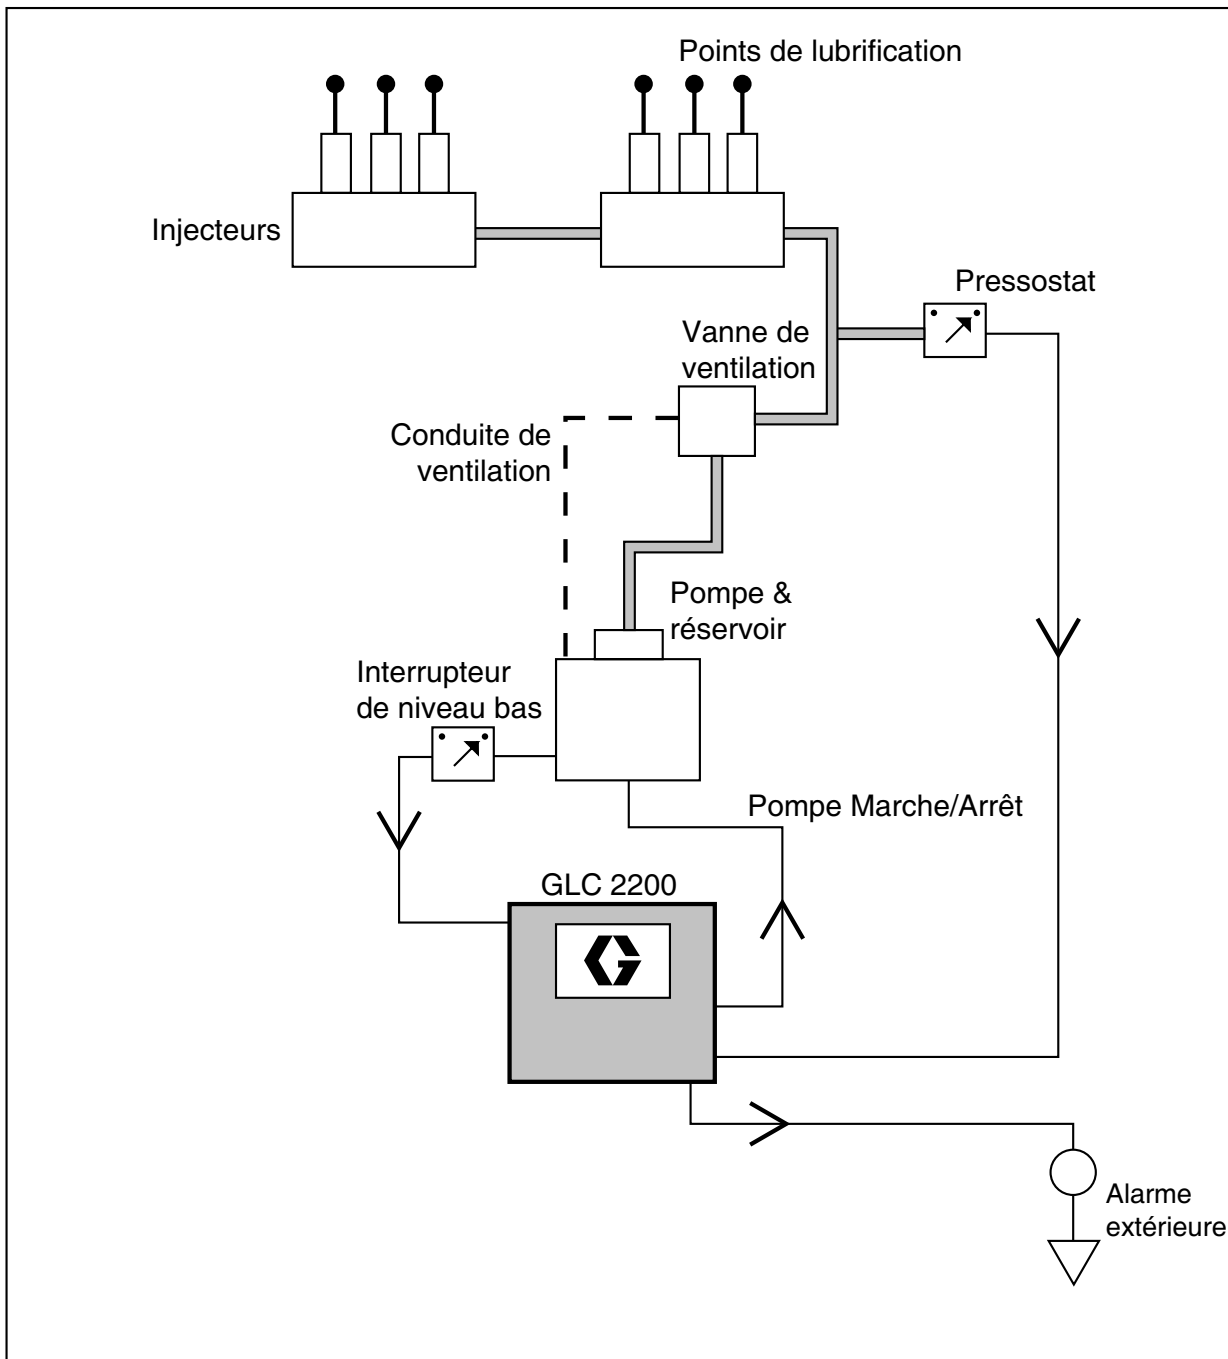 Points de lubrification
Injecteurs
Pressostat
Vanne de
ventilation
Conduite de
ventilation
Pompe &
réservoir
Interrupteur
de niveau bas
Pompe Marche/Arrêt
GLC 2200
G
Alarme
extérieure